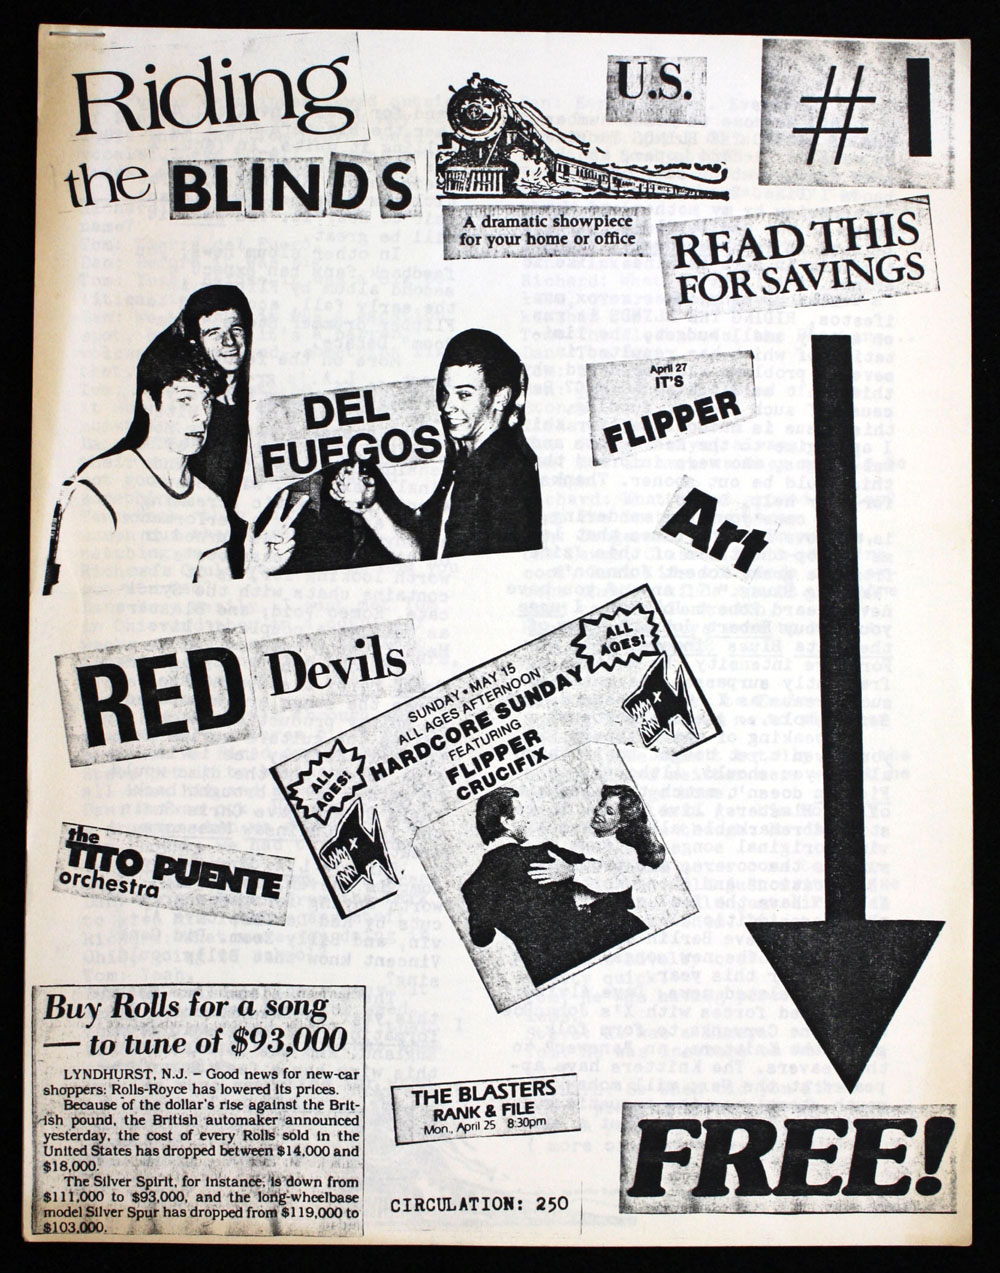 Riding
the BLINDS
U.S.
#1
A dramatic showpiece
for your home or office
READ THIS
FOR SAVINGS
DEL
FUEGOS
April 27
IT'S
FLIPPER
Art
RED Devils
ALL
AGES!
SUNDAY • MAY 15
ALL AGES AFTERNOON
HARDCORE SUNDAY
FEATURING
FLIPPER
CRUCIFIX
ALL
AGES!
the
TITO PUENTE
orchestra
Buy Rolls for a song
— to tune of $93,000
LYNDHURST, N.J. – Good news for new-car
shoppers: Rolls-Royce has lowered its prices.
Because of the dollar's rise against the Brit-
ish pound, the British automaker announced
yesterday, the cost of every Rolls sold in the
United States has dropped between $14,000 and
$18,000.
The Silver Spirit, for instance, is down from
$111,000 to $93,000, and the long-wheelbase
model Silver Spur has dropped from $119,000 to
$103,000.
THE BLASTERS
RANK & FILE
Mon., April 25 8:30pm
CIRCULATION: 250
FREE!